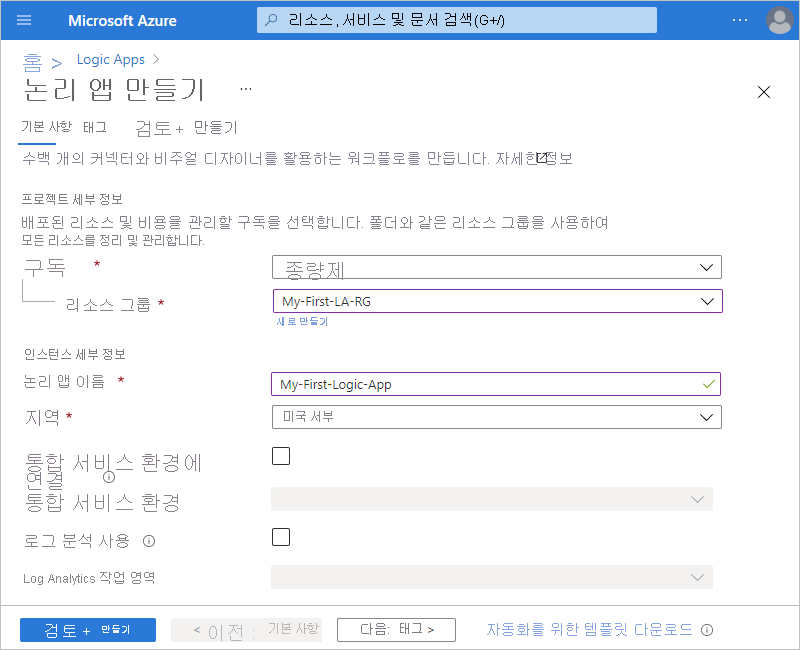 Microsoft Azure
리소스, 서비스 및 문서 검색(G+/)
...
홈 > Logic Apps >
논리 앱 만들기 ...
기본 사항 태그 검토 + 만들기
수백 개의 커넥터와 비주얼 디자이너를 활용하는 워크플로를 만듭니다. 자세한 정보
프로젝트 세부 정보
배포된 리소스 및 비용을 관리할 구독을 선택합니다. 폴더와 같은 리소스 그룹을 사용하여
모든 리소스를 정리 및 관리합니다.
구독 * 종량제
리소스 그룹 * My-First-LA-RG
새로 만들기
인스턴스 세부 정보
논리 앱 이름 * My-First-Logic-App
지역 * 미국 서부
통합 서비스 환경에
연결
통합 서비스 환경
로그 분석 사용
Log Analytics 작업 영역
검토 + 만들기 < 이전 : 기본 사항 다음: 태그 > 자동화를 위한 템플릿 다운로드